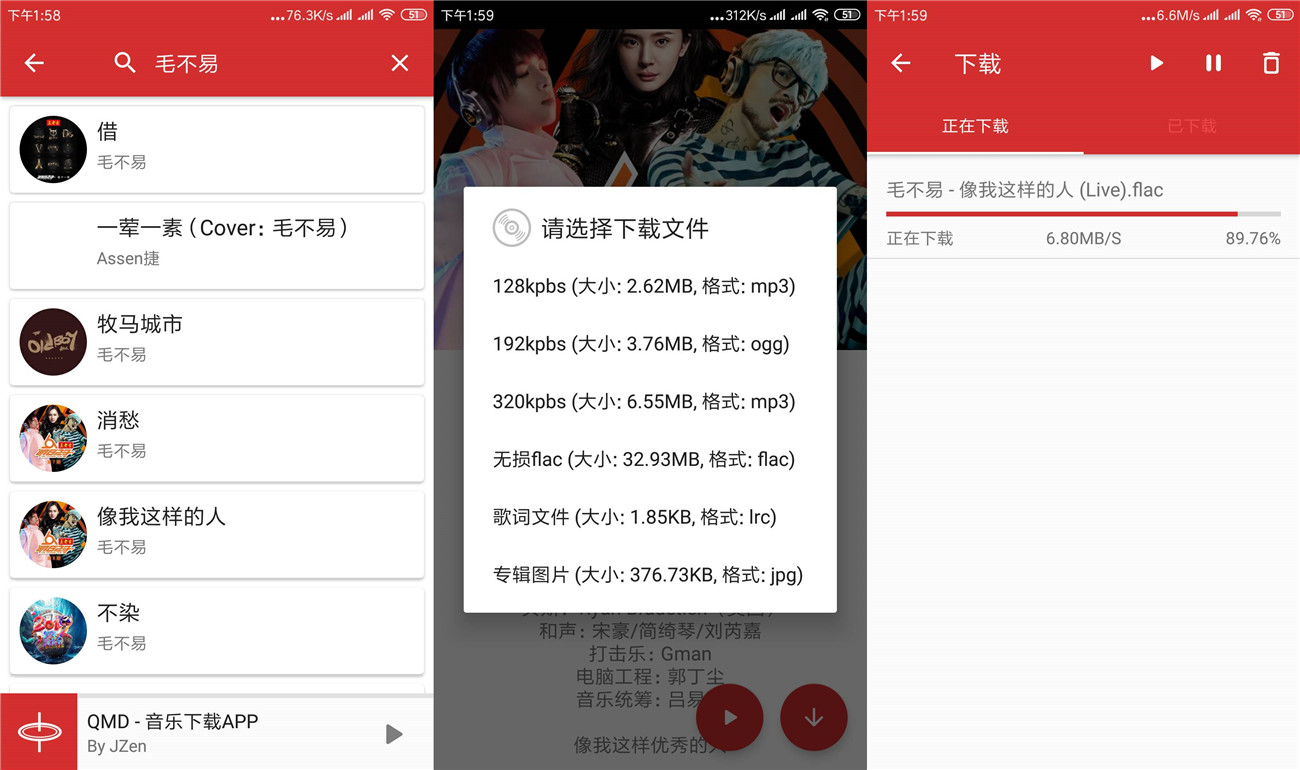 下午1:58
...76.3K/s
51
毛不易
借
毛不易
一荤一素（Cover：毛不易）
Assen捷
牧马城市
毛不易
消愁
毛不易
像我这样的人
毛不易
不染
毛不易
QMD - 音乐下载APP
By JZen
下午1:59
...312K/s
51
请选择下载文件
128kpbs (大小: 2.62MB, 格式: mp3)
192kpbs (大小: 3.76MB, 格式: ogg)
320kpbs (大小: 6.55MB, 格式: mp3)
无损flac (大小: 32.93MB, 格式: flac)
歌词文件 (大小: 1.85KB, 格式: lrc)
专辑图片 (大小: 376.73KB, 格式: jpg)
和声：宋豪/简绮琴/刘芮嘉
打击乐：Gman
电脑工程：郭丁尘
音乐统筹：吕易
像我这样优秀的人
下午1:59
...6.6M/s
51
下载
正在下载
已下载
毛不易 - 像我这样的人 (Live).flac
正在下载
6.80MB/S
89.76%